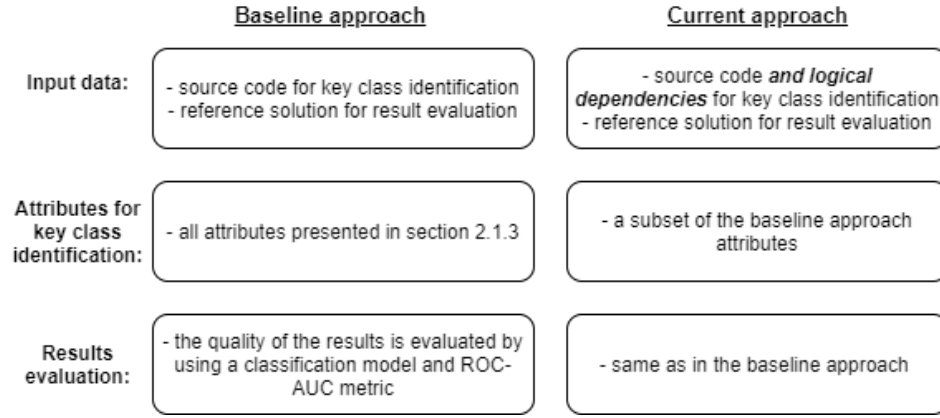 Baseline approach
Current approach
Input data:
- source code for key class identification
- reference solution for result evaluation
- source code and logical
dependencies for key class identification
- reference solution for result evaluation
Attributes for
key class
identification:
- all attributes presented in section 2.1.3
- a subset of the baseline approach
attributes
Results
evaluation:
- the quality of the results is evaluated by
using a classification model and ROC-
AUC metric
- same as in the baseline approach